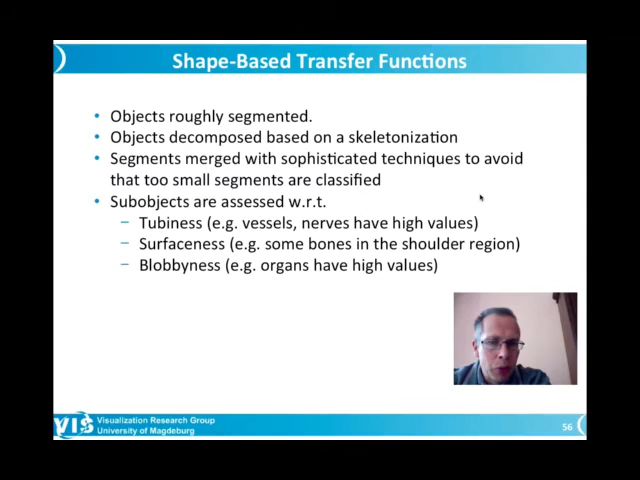 Shape-Based Transfer Functions
• Objects roughly segmented.
• Objects decomposed based on a skeletonization
• Segments merged with sophisticated techniques to avoid
that too small segments are classified
• Subobjects are assessed w.r.t.
– Tubiness (e.g. vessels, nerves have high values)
– Surfaceness (e.g. some bones in the shoulder region)
– Blobbyness (e.g. organs have high values)
VIS
Visualization Research Group
University of Magdeburg
56